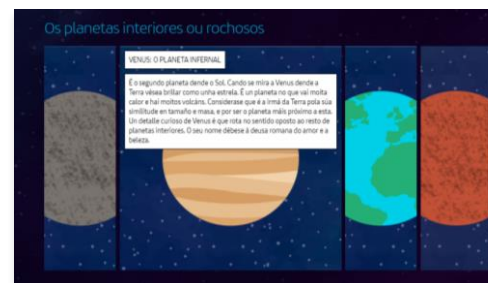 Os planetas interiores ou rochosos
VENUS: O PLANETA INFERNAL
É o segundo planeta dende o Sol. Cando se mira a Venus dende a
Terra vésea brillar como unha estrela. É un planeta no que vai moita
calor e hai moitos volcáns. Considerase que é a irmá da Terra pola súa
similitude en tamaño e masa, e por ser o planeta máis próximo a esta.
Un detalle curioso de Venus é que rota no sentido oposto ao resto de
planetas interiores. O seu nome débese á deusa romana do amor e a
beleza.